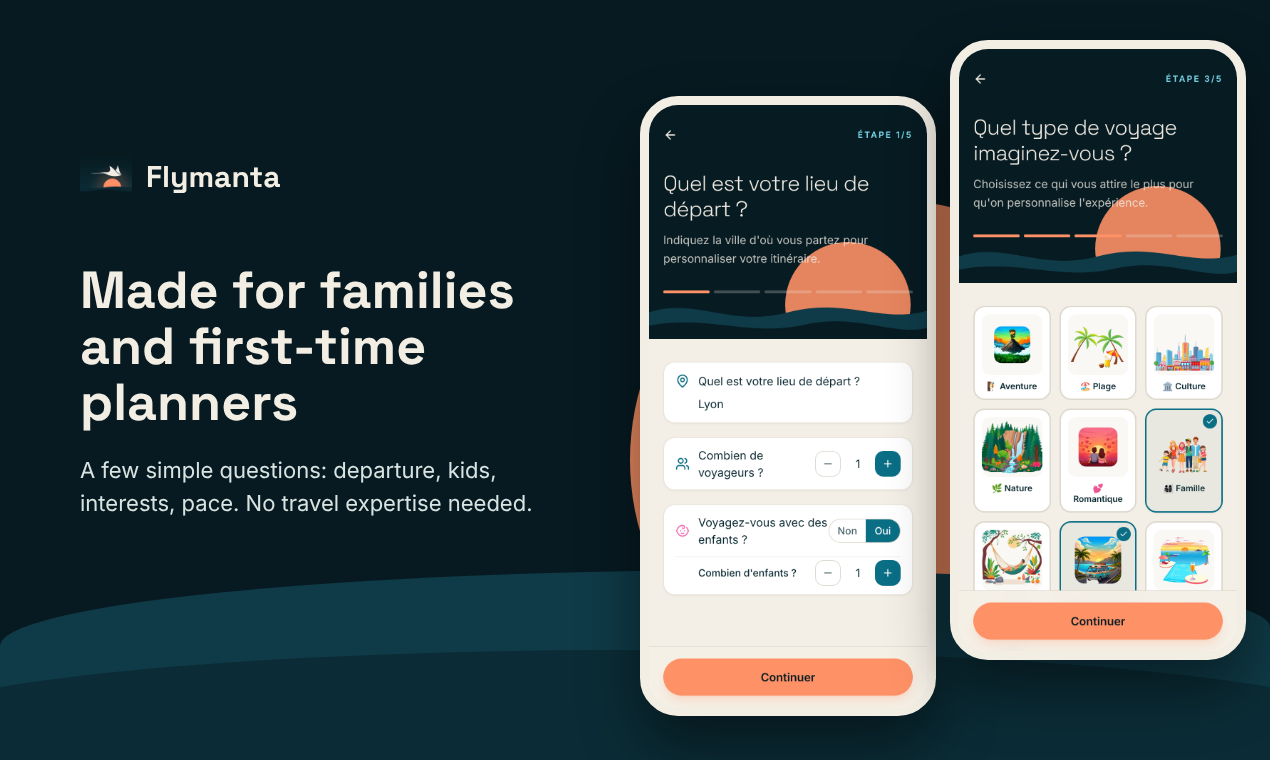 Flymanta
Made for families
and first-time
planners
A few simple questions: departure, kids,
interests, pace. No travel expertise needed.
ÉTAPE 1/5
Quel est votre lieu de
départ ?
Indiquez la ville d'où vous partez pour
personnaliser votre itinéraire.
Quel est votre lieu de départ ?
Lyon
Combien de
voyageurs ?
− 1 +
Voyagez-vous avec des
enfants ?
Non Oui
Combien d'enfants ?
− 1 +
Continuer
ÉTAPE 3/5
Quel type de voyage
imaginez-vous ?
Choisissez ce qui vous attire le plus pour
qu'on personnalise l'expérience.
Aventure
Plage
Culture
Nature
Romantique
Famille
Continuer